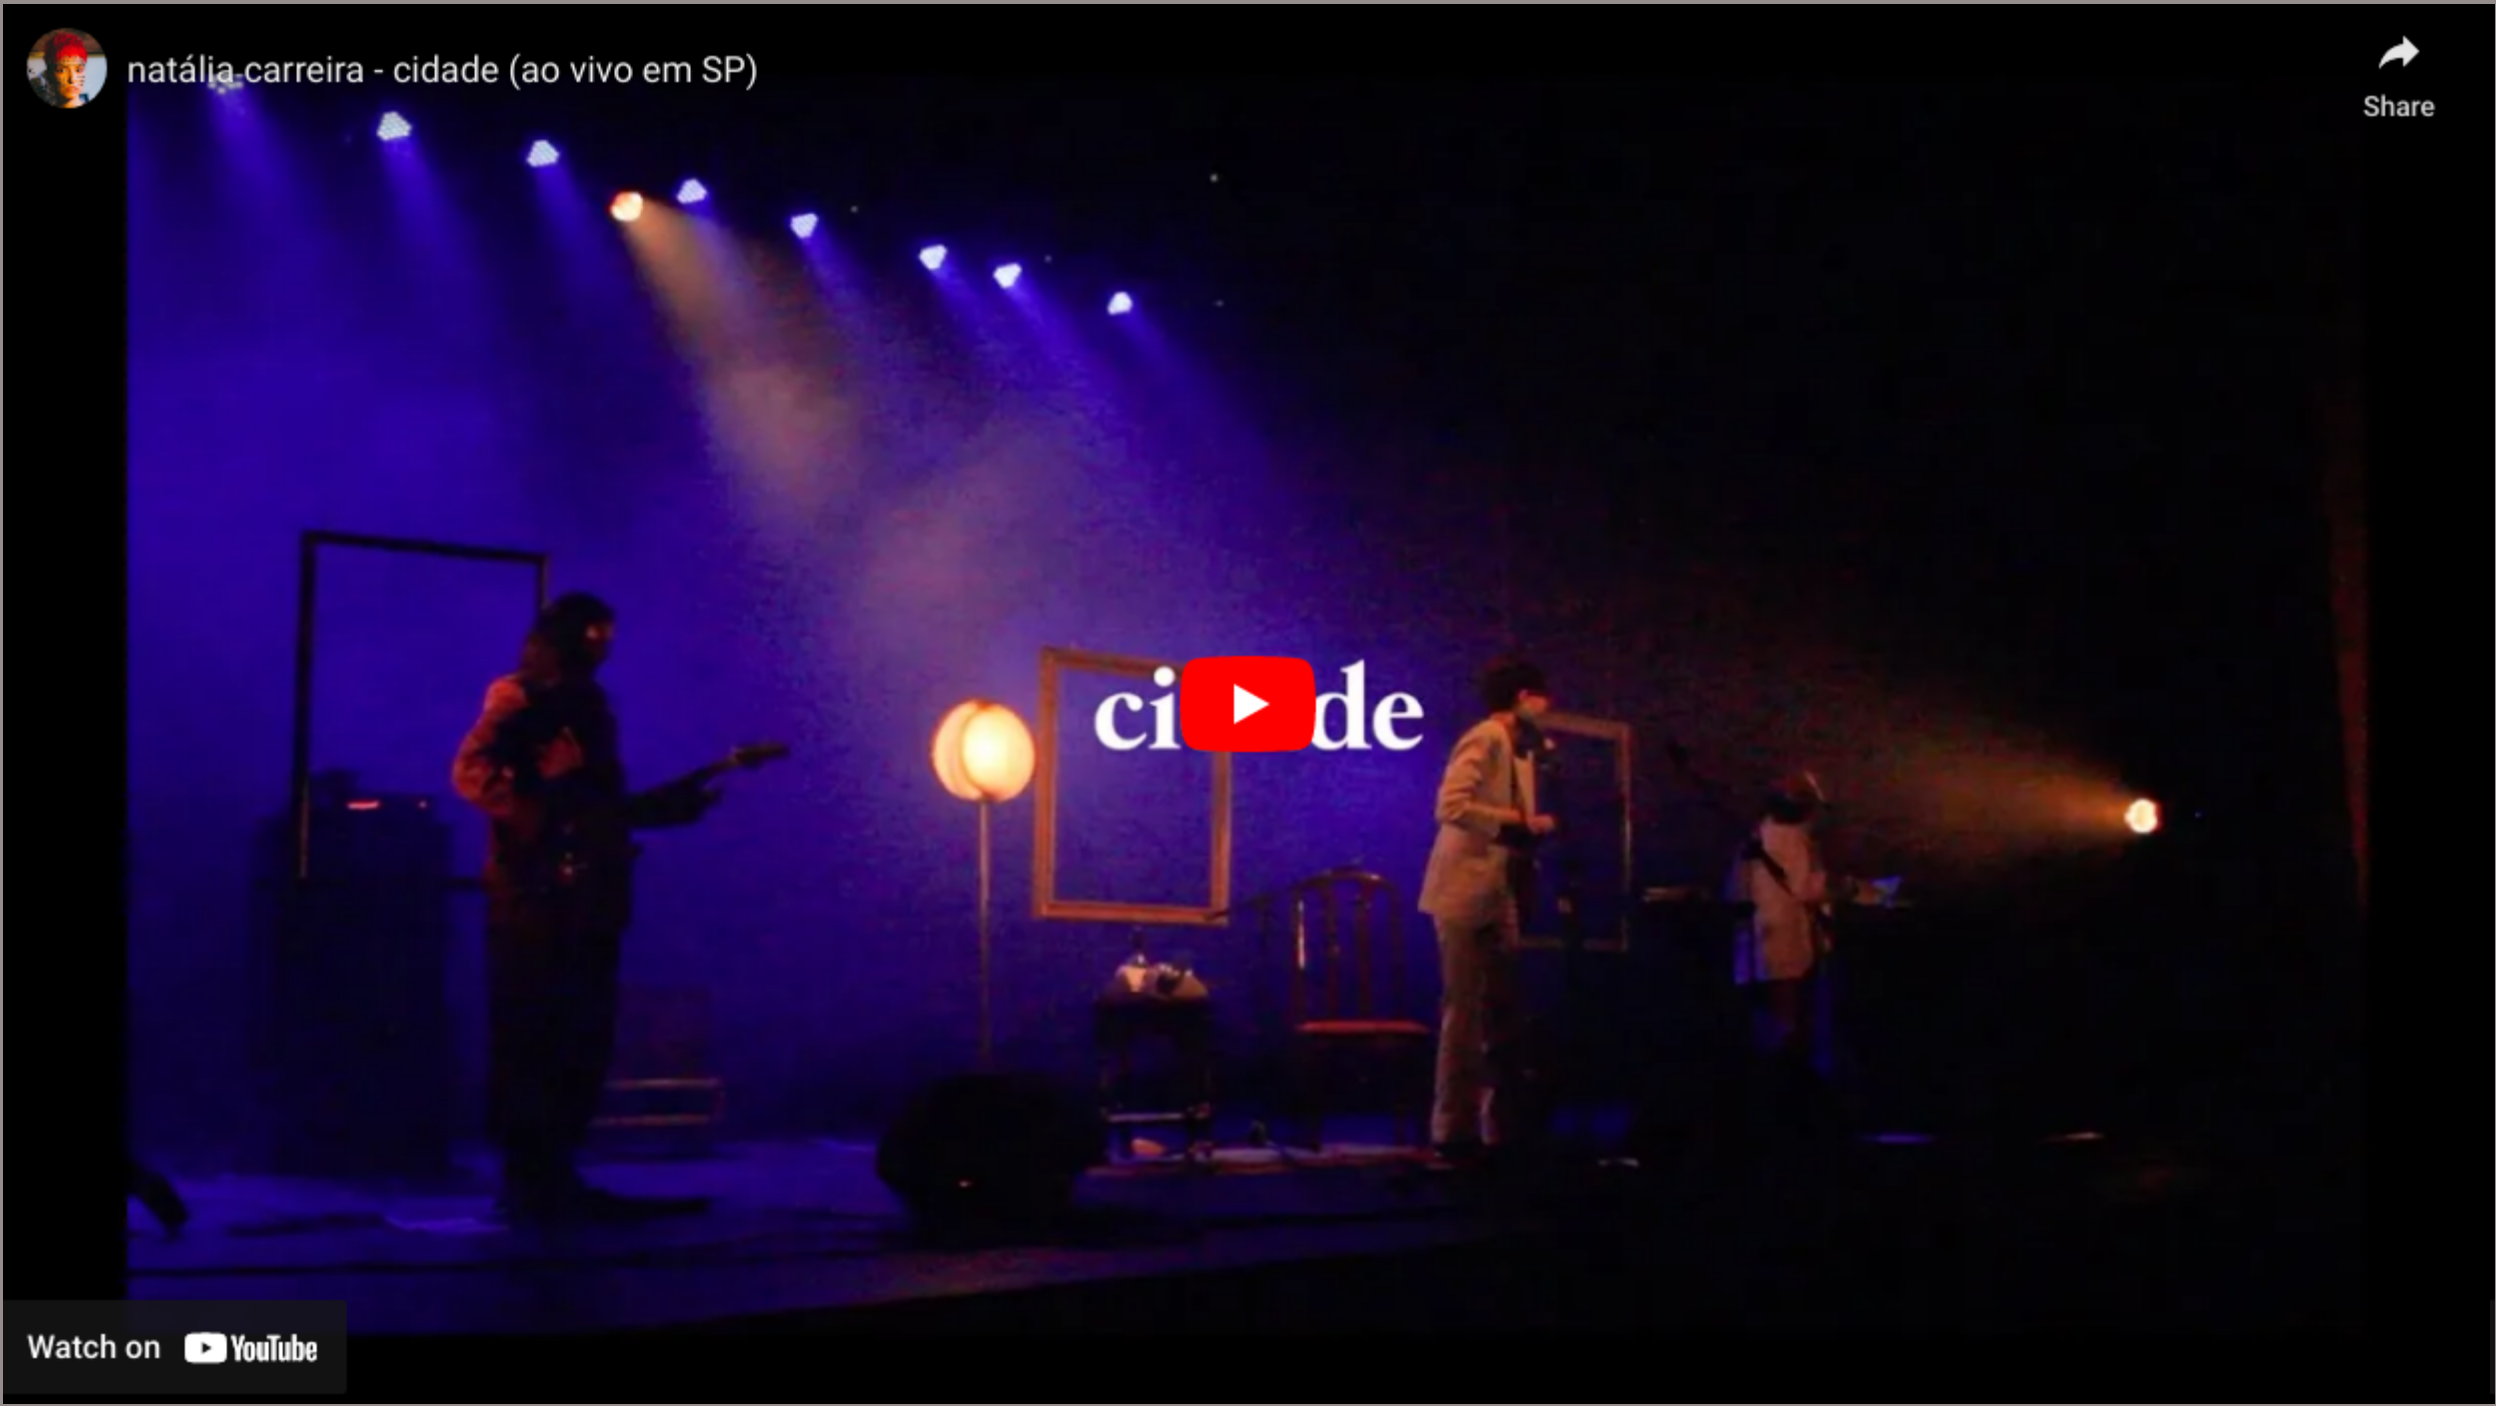 natália carreira - cidade (ao vivo em SP)
Share
ci de
Watch on YouTube